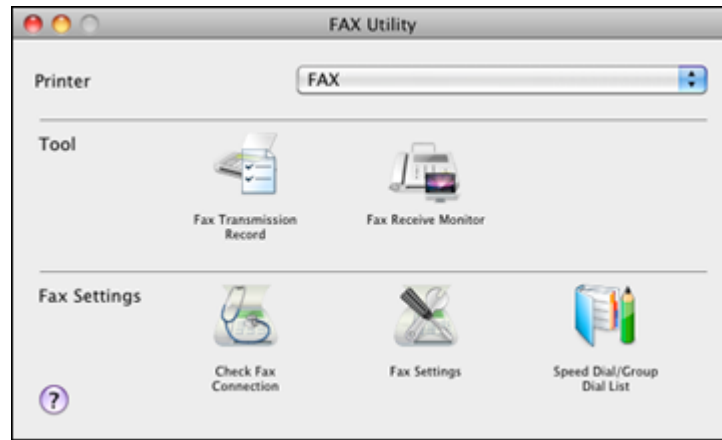 FAX Utility
Printer
FAX
Tool
Fax Transmission
Record
Fax Receive Monitor
Fax Settings
Check Fax
Connection
Fax Settings
Speed Dial/Group
Dial List
?